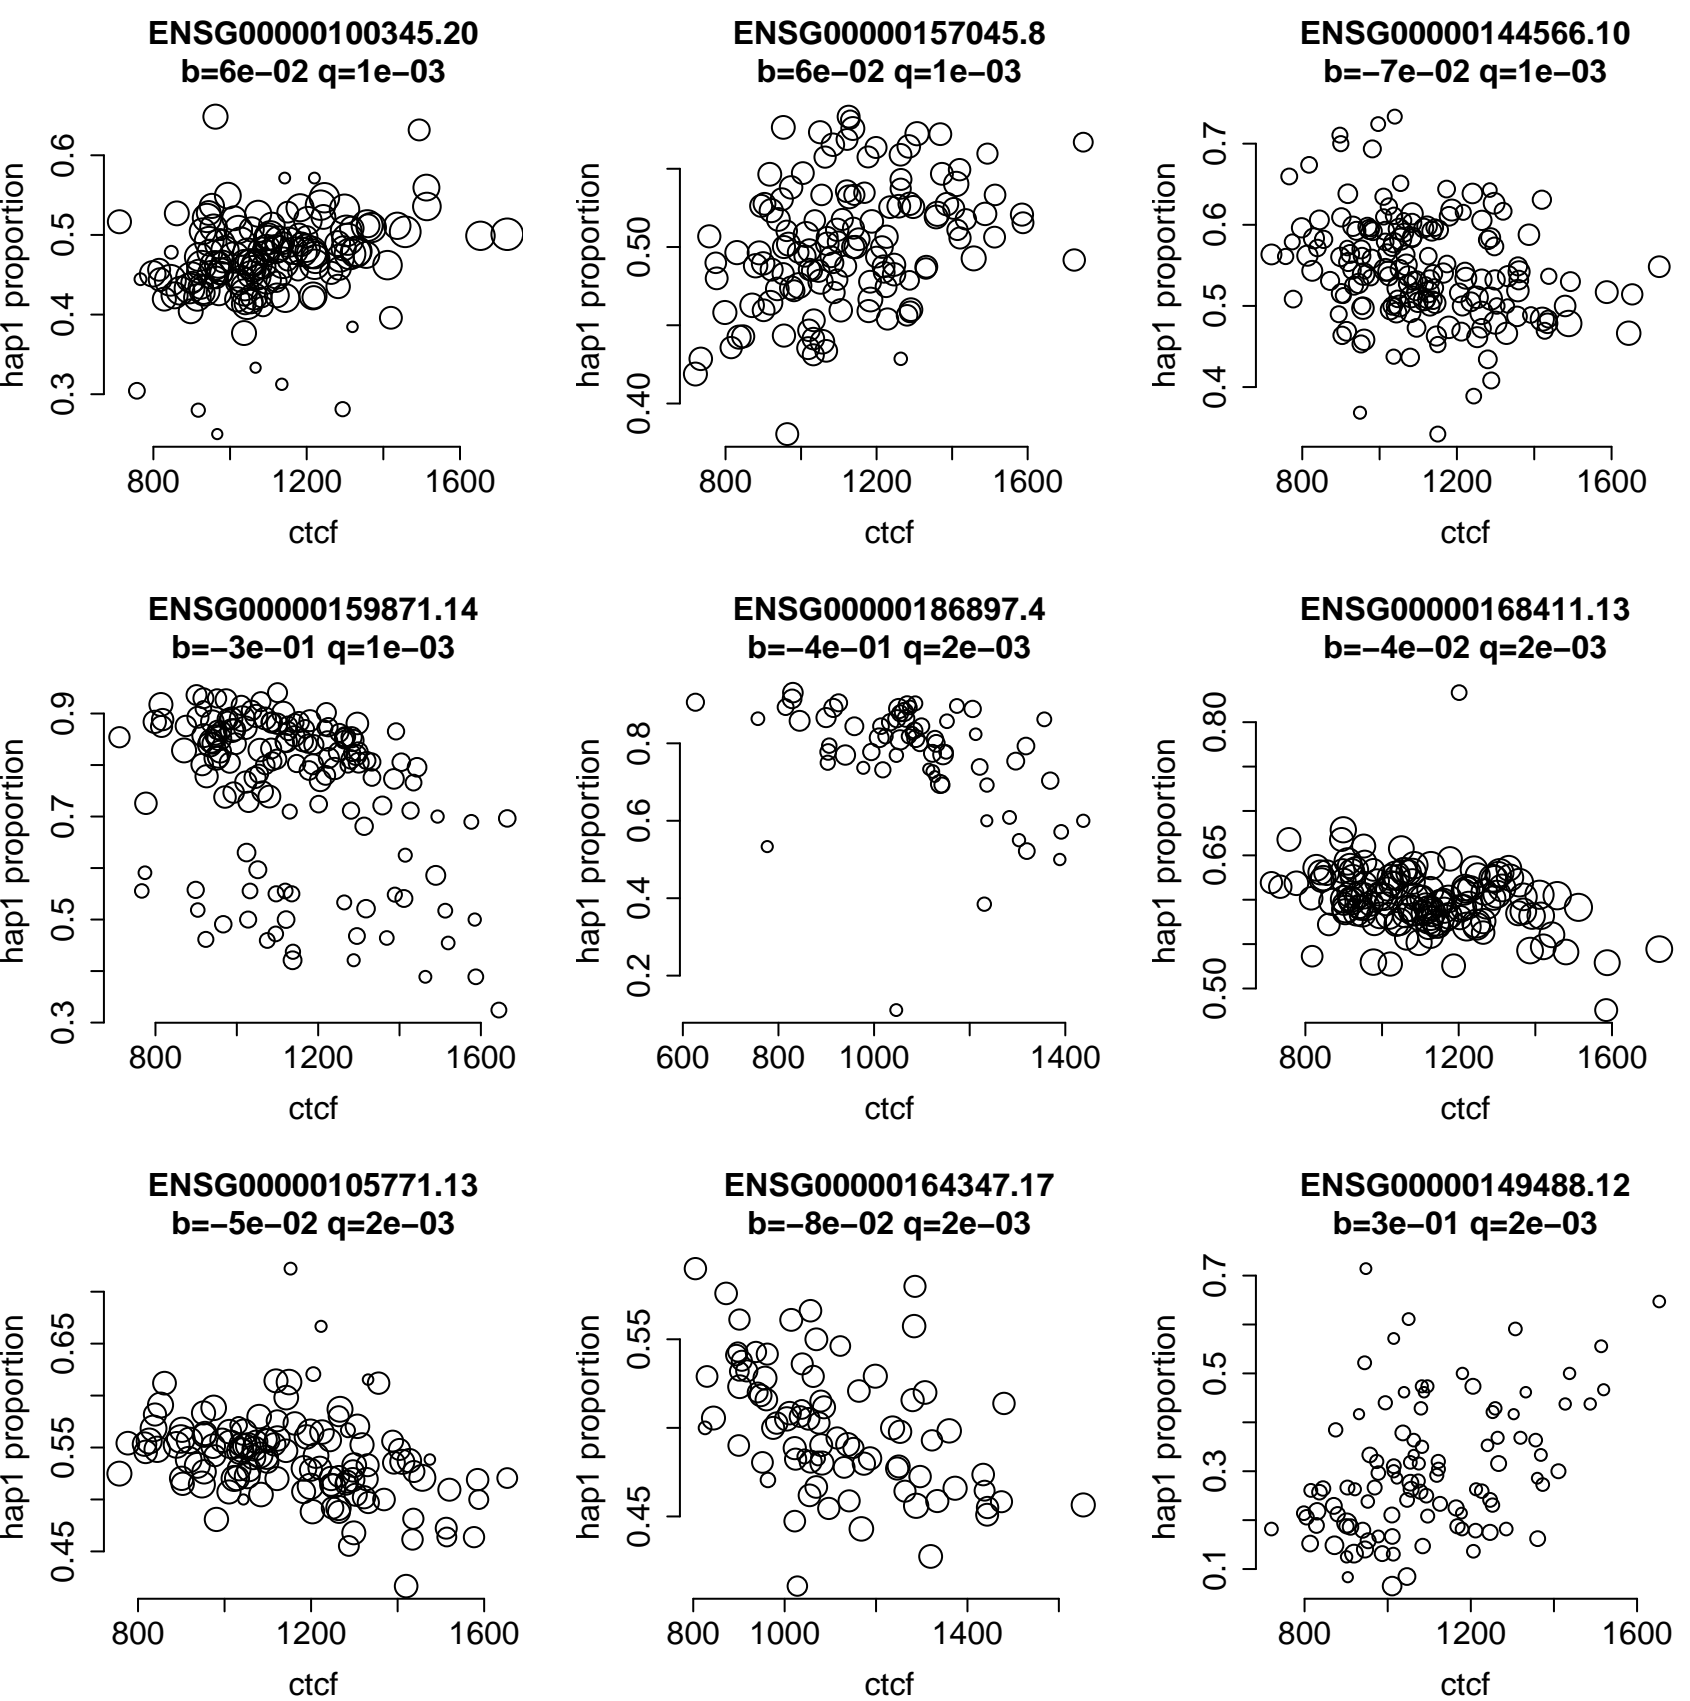 ENSG00000100345.20
b=6e−02 q=1e−03
hap1 proportion
0.3 0.4 0.5 0.6
800 1200 1600
ctcf
ENSG00000157045.8
b=6e−02 q=1e−03
hap1 proportion
0.40 0.50
800 1200 1600
ctcf
ENSG00000144566.10
b=−7e−02 q=1e−03
hap1 proportion
0.4 0.5 0.6 0.7
800 1200 1600
ctcf
ENSG00000159871.14
b=−3e−01 q=1e−03
hap1 proportion
0.3 0.5 0.7 0.9
800 1200 1600
ctcf
ENSG00000186897.4
b=−4e−01 q=2e−03
hap1 proportion
0.2 0.4 0.6 0.8
600 800 1000 1400
ctcf
ENSG00000168411.13
b=−4e−02 q=2e−03
hap1 proportion
0.50 0.65 0.80
800 1200 1600
ctcf
ENSG00000105771.13
b=−5e−02 q=2e−03
hap1 proportion
0.45 0.55 0.65
800 1200 1600
ctcf
ENSG00000164347.17
b=−8e−02 q=2e−03
hap1 proportion
0.45 0.55
800 1000 1400
ctcf
ENSG00000149488.12
b=3e−01 q=2e−03
hap1 proportion
0.1 0.3 0.5 0.7
800 1200 1600
ctcf